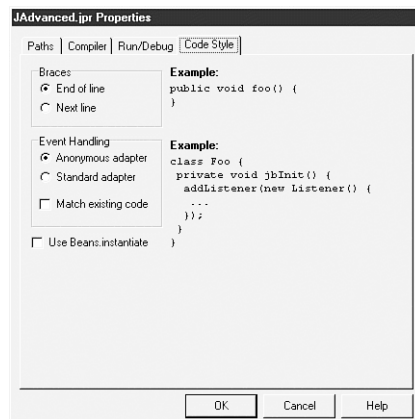 JAdvanced.jpr Properties
Paths Compiler Run/Debug Code Style
Braces
End of line
Next line
Example:
public void foo() {
}
Event Handling
Anonymous adapter
Standard adapter
Match existing code
Example:
class Foo {
private void jbInit() {
addListener(new Listener() {
...
});
}
}
Use Beans.instantiate
OK Cancel Help